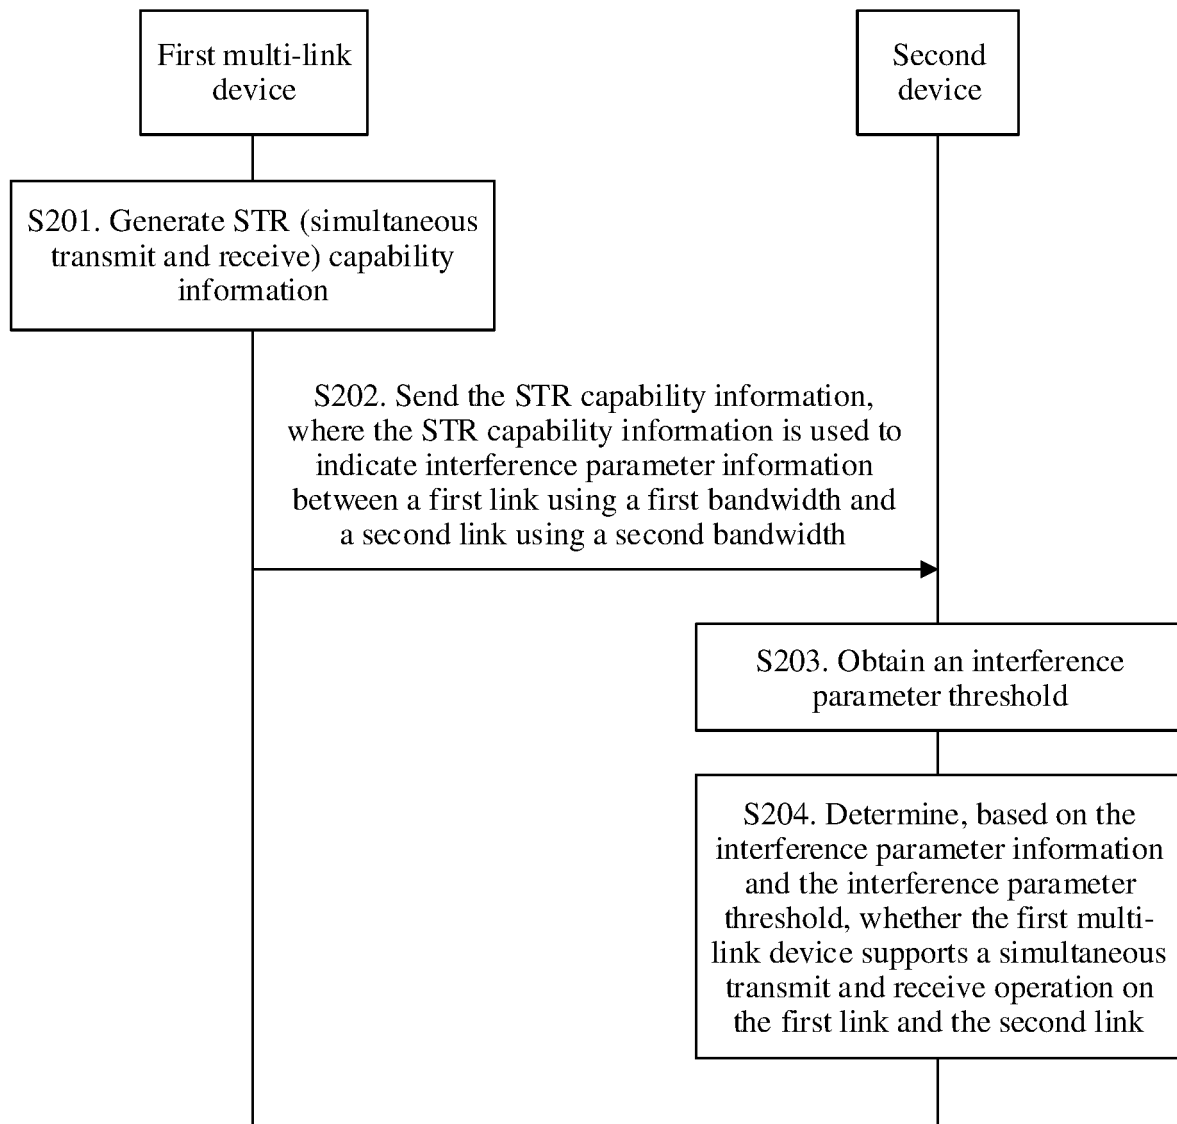 First multi-link
device
Second
device
S201. Generate STR (simultaneous
transmit and receive) capability
information
S202. Send the STR capability information,
where the STR capability information is used to
indicate interference parameter information
between a first link using a first bandwidth and
a second link using a second bandwidth
S203. Obtain an interference
parameter threshold
S204. Determine, based on the
interference parameter information
and the interference parameter
threshold, whether the first multi-
link device supports a simultaneous
transmit and receive operation on
the first link and the second link